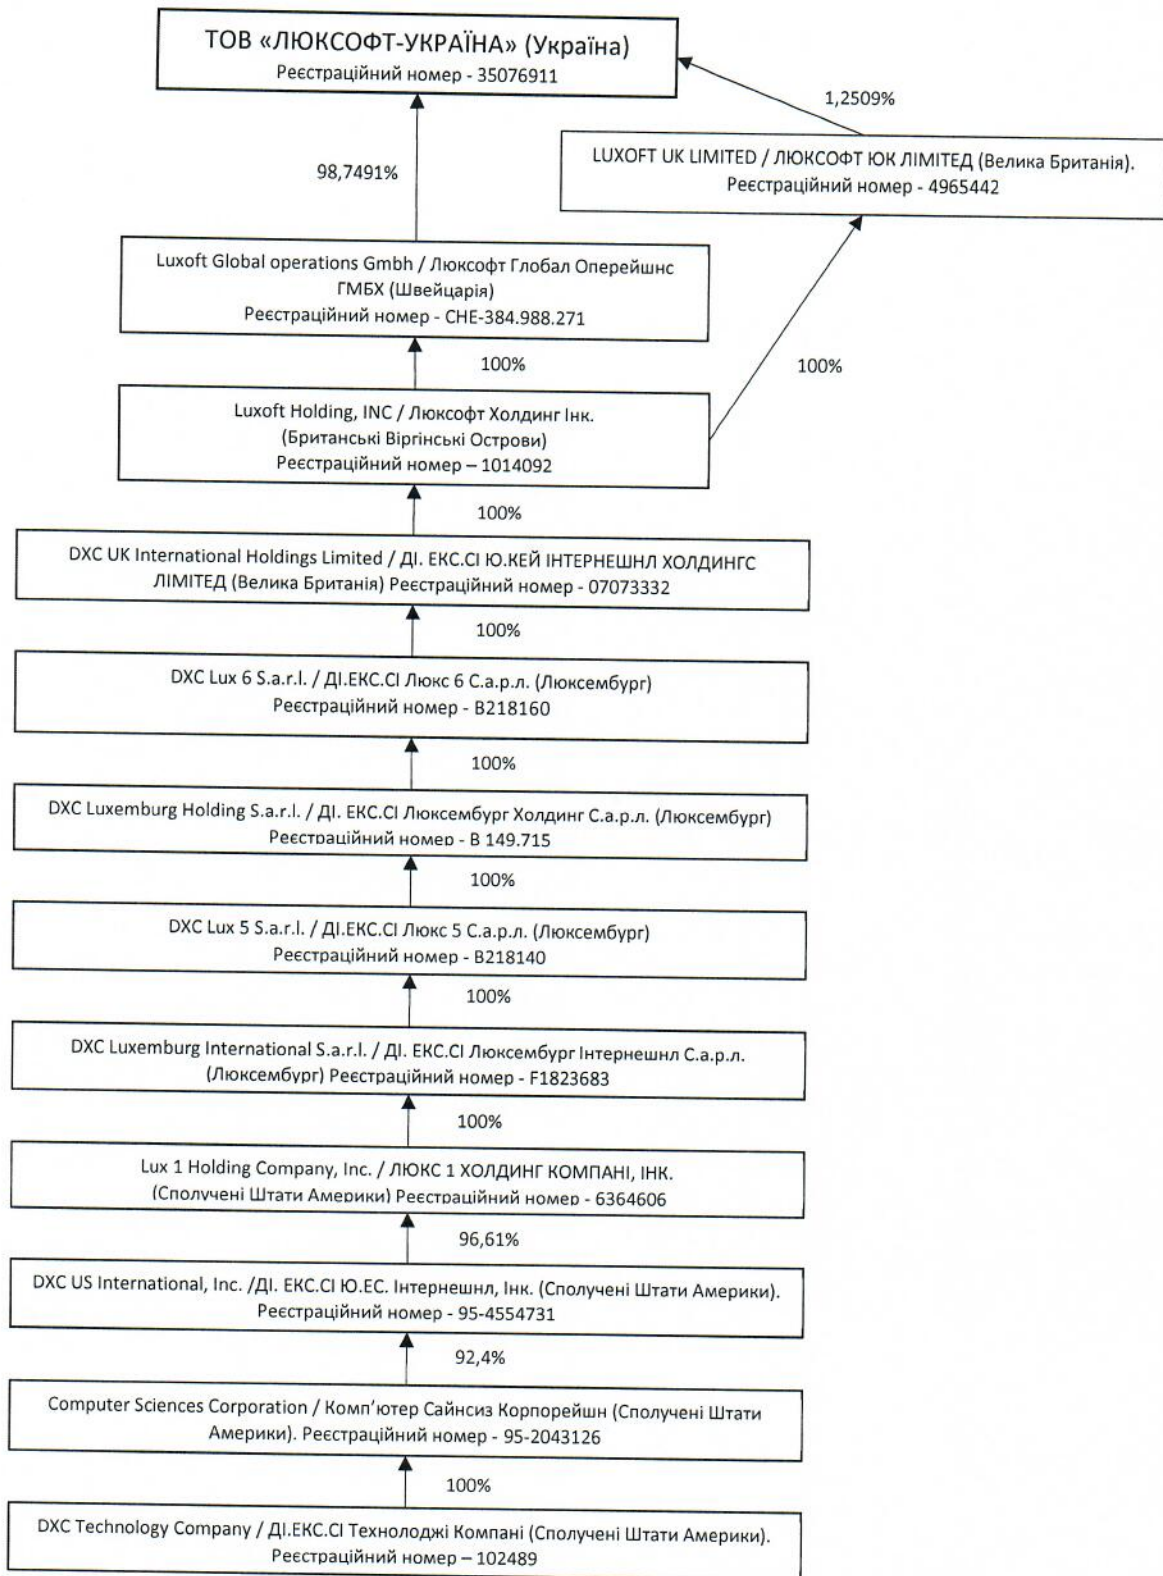 ТОВ «ЛЮКСОФТ-УКРАЇНА» (Україна)
Реєстраційний номер - 35076911
1,2509%
LUXOFT UK LIMITED / ЛЮКСОФТ ЮК ЛІМІТЕД (Велика Британія).
Реєстраційний номер - 4965442
98,7491%
Luxoft Global operations Gmbh / Люксофт Глобал Оперейшнс
ГМБХ (Швейцарія)
Реєстраційний номер - CHE-384.988.271
100%
100%
Luxoft Holding, INC / Люксофт Холдинг Інк.
(Британські Віргінські Острови)
Реєстраційний номер – 1014092
100%
DXC UK International Holdings Limited / ДІ. ЕКС.СІ Ю.КЕЙ ІНТЕРНЕШНЛ ХОЛДИНГС
ЛІМІТЕД (Велика Британія) Реєстраційний номер - 07073332
100%
DXC Lux 6 S.a.r.l. / ДІ.ЕКС.СІ Люкс 6 С.а.р.л. (Люксембург)
Реєстраційний номер - B218160
100%
DXC Luxemburg Holding S.a.r.l. / ДІ. ЕКС.СІ Люксембург Холдинг С.а.р.л. (Люксембург)
Реєстраційний номер - B 149.715
100%
DXC Lux 5 S.a.r.l. / ДІ.ЕКС.СІ Люкс 5 С.а.р.л. (Люксембург)
Реєстраційний номер - B218140
100%
DXC Luxemburg International S.a.r.l. / ДІ. ЕКС.СІ Люксембург Інтернешнл С.а.р.л.
(Люксембург) Реєстраційний номер - F1823683
100%
Lux 1 Holding Company, Inc. / ЛЮКС 1 ХОЛДИНГ КОМПАНІ, ІНК.
(Сполучені Штати Америки) Реєстраційний номер - 6364606
96,61%
DXC US International, Inc. /ДІ. ЕКС.СІ Ю.ЕС. Інтернешнл, Інк. (Сполучені Штати Америки).
Реєстраційний номер - 95-4554731
92,4%
Computer Sciences Corporation / Комп'ютер Сайнсиз Корпорейшн (Сполучені Штати
Америки). Реєстраційний номер - 95-2043126
100%
DXC Technology Company / ДІ.ЕКС.СІ Технолоджі Компані (Сполучені Штати Америки).
Реєстраційний номер – 102489